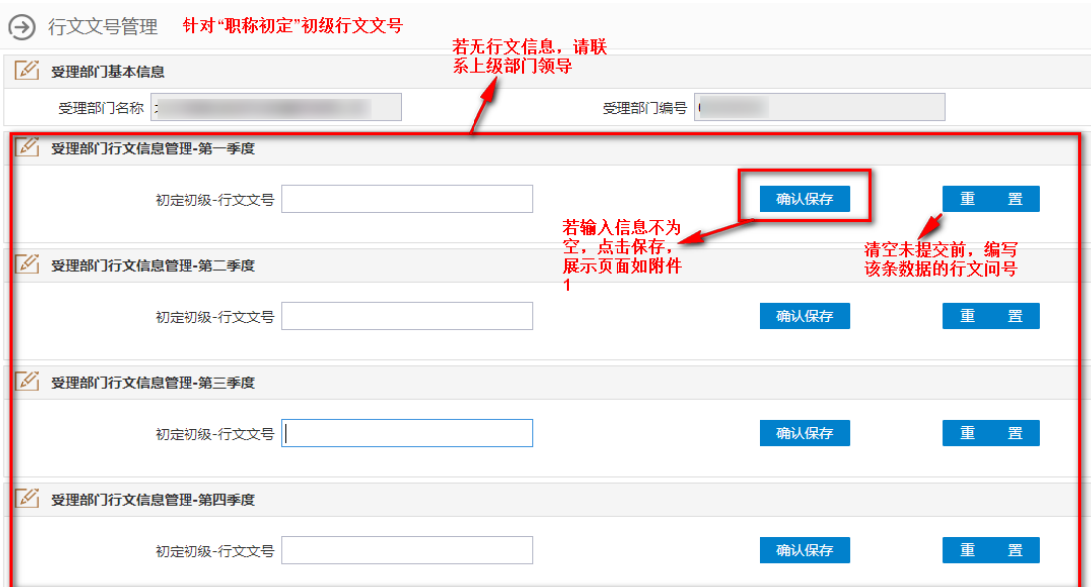 行文文号管理 针对“职称初定”初级行文文号
若无行文信息，请联
系上级部门领导
受理部门基本信息
受理部门名称 受理部门编号
受理部门行文信息管理-第一季度
初定初级-行文文号 确认保存 重 置
若输入信息不为
空，点击保存，
展示页面如附件
1
清空未提交前，编写
该条数据的行文问号
受理部门行文信息管理-第二季度
初定初级-行文文号 确认保存 重 置
受理部门行文信息管理-第三季度
初定初级-行文文号 确认保存 重 置
受理部门行文信息管理-第四季度
初定初级-行文文号 确认保存 重 置